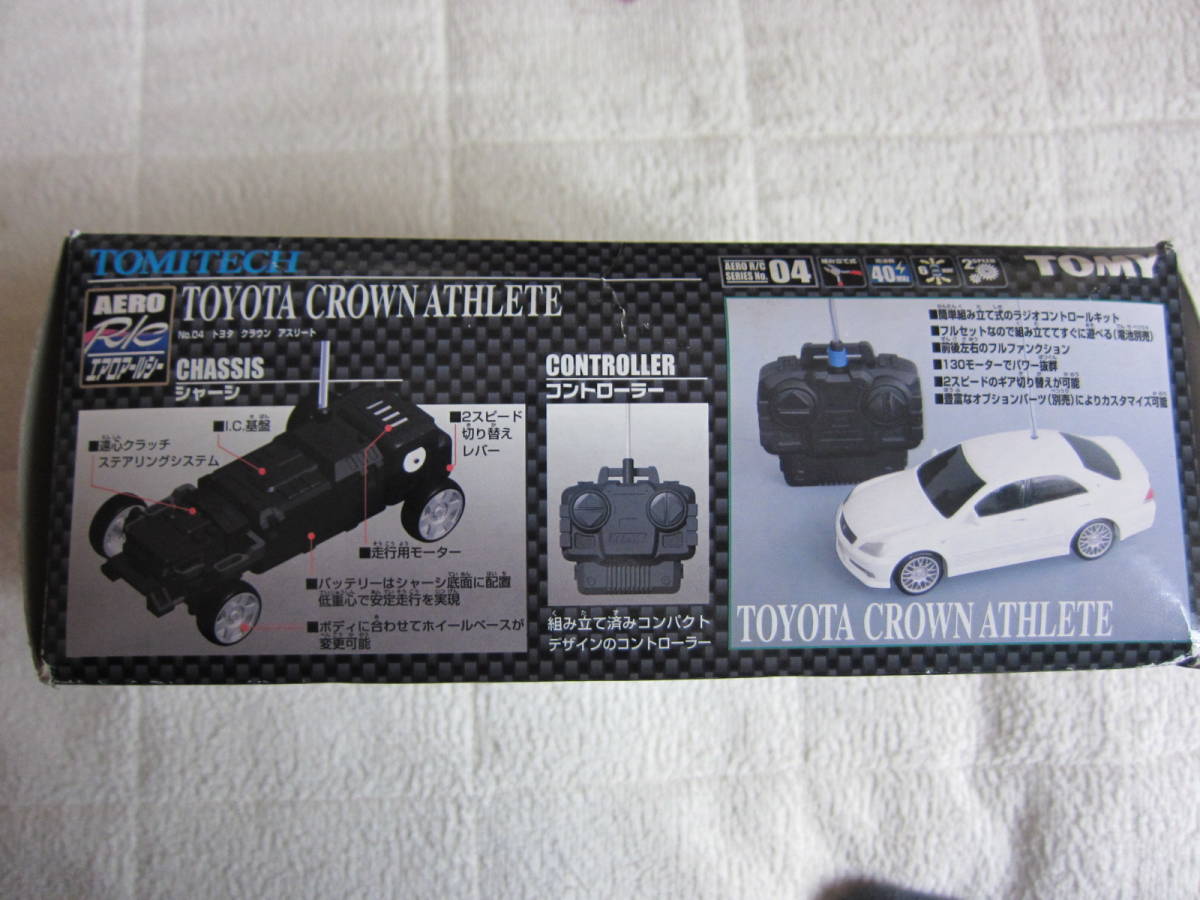 TOMITECH
AERO R/C
SERIES No. 04
組み立て式
40MHz
6
2SPEED
TOMY
AERO
R/C
エアロアールシー
TOYOTA CROWN ATHLETE
No.04 トヨタ クラウン アスリート
CHASSIS
シャーシ
■遠心クラッチ
ステアリングシステム
■I.C.基盤
■2スピード
切り替え
レバー
■走行用モーター
■バッテリーはシャーシ底面に配置
低重心で安定走行を実現
■ボディに合わせてホイールベースが
変更可能
CONTROLLER
コントローラー
組み立て済みコンパクト
デザインのコントローラー
■簡単組み立て式のラジオコントロールキット
■フルセットなので組み立ててすぐに遊べる(電池別売)
■前後左右のフルファンクション
■130モーターでパワー抜群
■2スピードのギア切り替えが可能
■豊富なオプションパーツ(別売)によりカスタマイズ可能
TOYOTA CROWN ATHLETE